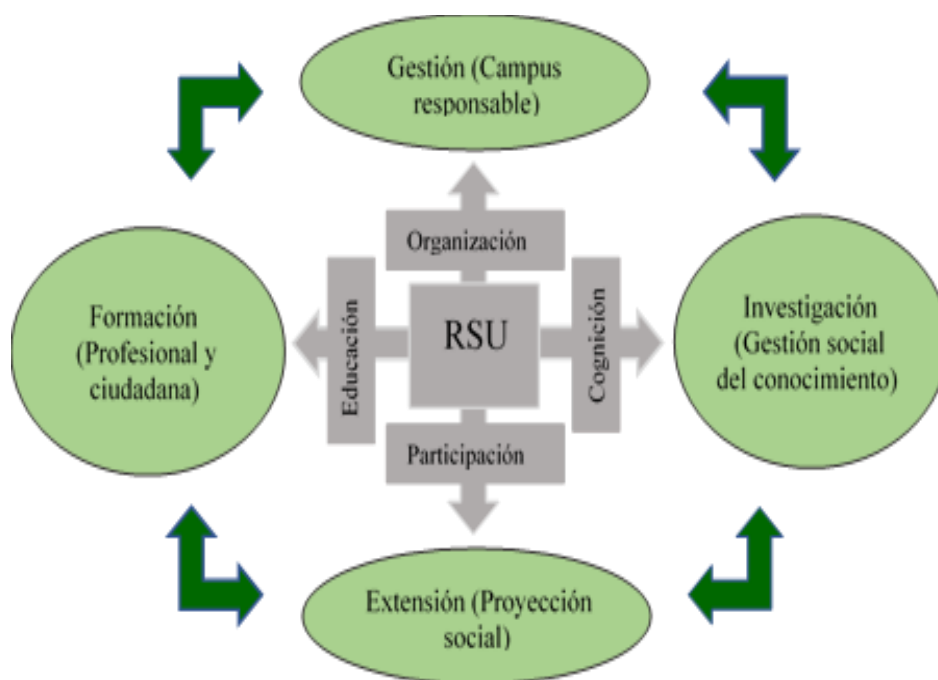 Gestión (Campus
responsable)
Organización
Formación
(Profesional y
ciudadana)
Educación
RSU
Cognición
Investigación
(Gestión social
del conocimiento)
Participación
Extensión (Proyección
social)